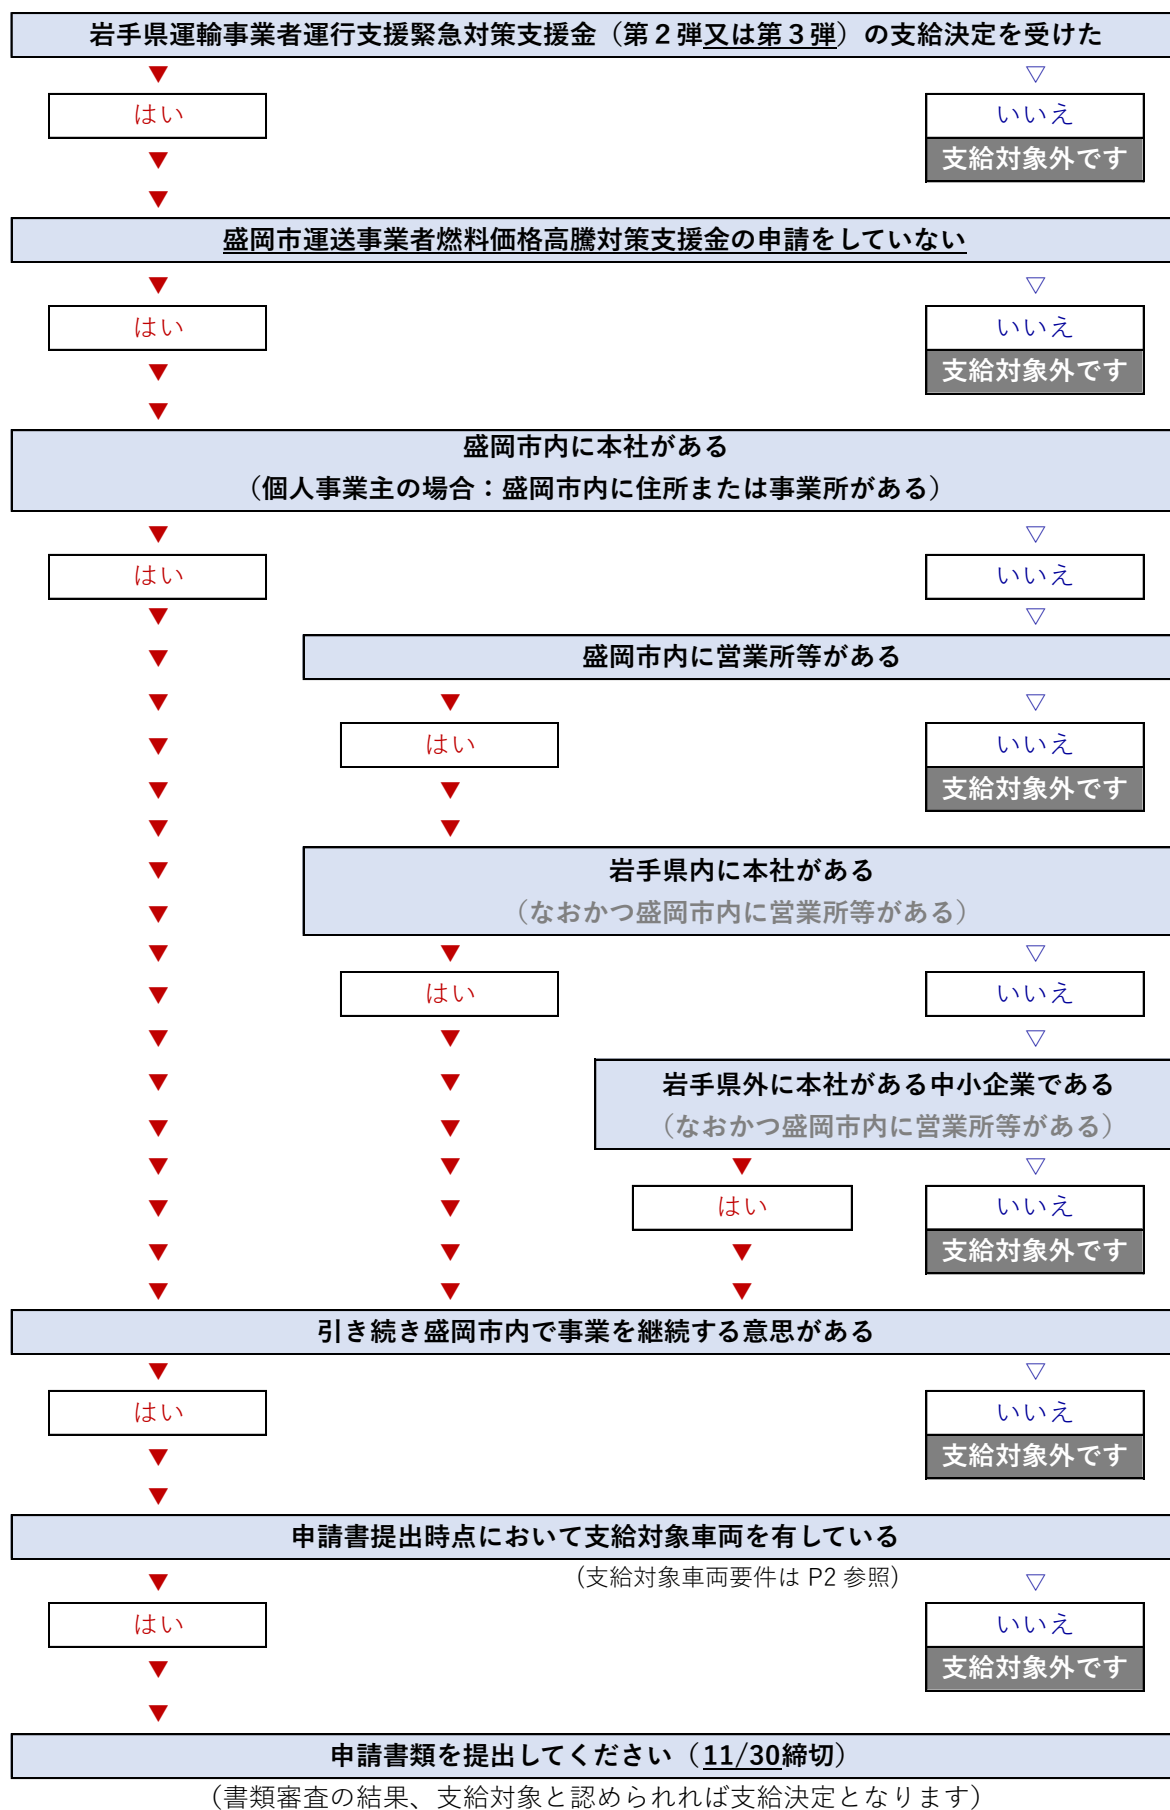 岩手県運輸事業者運行支援緊急対策支援金（第２弾又は第３弾）の支給決定を受けた
▼ ▽
はい いいえ
▼ 支給対象外です
▼
盛岡市運送事業者燃料価格高騰対策支援金の申請をしていない
▼ ▽
はい いいえ
▼ 支給対象外です
▼
盛岡市内に本社がある
（個人事業主の場合：盛岡市内に住所または事業所がある）
▼ ▽
はい いいえ
▼ ▽
▼ 盛岡市内に営業所等がある
▼ ▼ ▽
▼ はい いいえ
▼ ▼ 支給対象外です
▼ ▼
▼ 岩手県内に本社がある
▼ （なおかつ盛岡市内に営業所等がある）
▼ ▼ ▽
▼ はい いいえ
▼ ▼ ▽
▼ ▼ 岩手県外に本社がある中小企業である
▼ ▼ （なおかつ盛岡市内に営業所等がある）
▼ ▼ ▼ ▽
▼ ▼ はい いいえ
▼ ▼ ▼ 支給対象外です
▼ ▼ ▼
引き続き盛岡市内で事業を継続する意思がある
▼ ▽
はい いいえ
▼ 支給対象外です
▼
申請書提出時点において支給対象車両を有している
▼ (支給対象車両要件は P2 参照) ▽
はい いいえ
▼ 支給対象外です
▼
申請書類を提出してください（11/30締切）
（書類審査の結果、支給対象と認められれば支給決定となります）